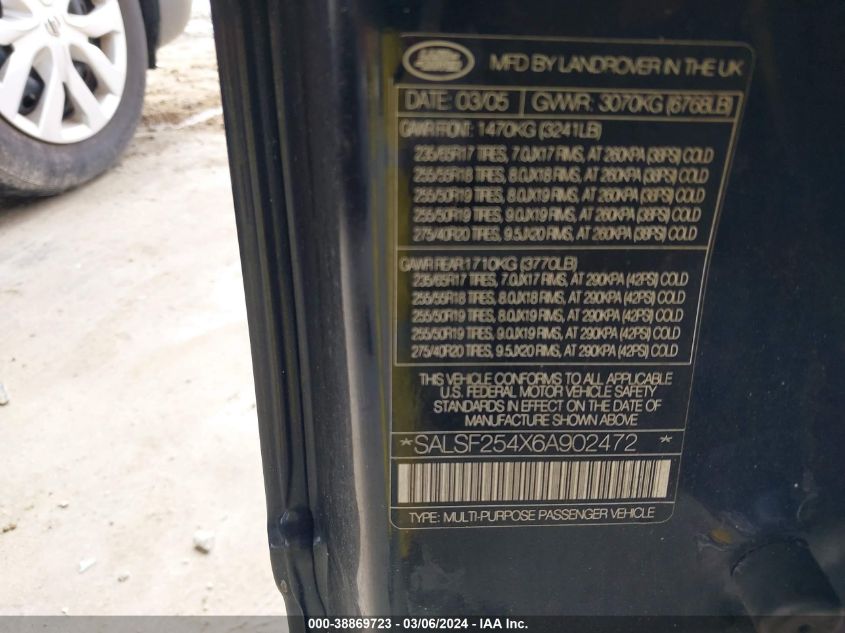 LAND ROVER
MFD BY LANDROVER IN THE UK
DATE: 03/05 GVWR: 3070KG (6768LB)
GAWR FRONT: 1470KG (3241LB)
235/65R17 TIRES, 7.0JX17 RIMS, AT 260KPA (38PSI) COLD
255/55R18 TIRES, 8.0JX18 RIMS, AT 260KPA (38PSI) COLD
255/50R19 TIRES, 8.0JX19 RIMS, AT 260KPA (38PSI) COLD
255/50R19 TIRES, 9.0JX19 RIMS, AT 260KPA (38PSI) COLD
275/40R20 TIRES, 9.5JX20 RIMS, AT 260KPA (38PSI) COLD
GAWR REAR: 1710KG (3770LB)
235/65R17 TIRES, 7.0JX17 RIMS, AT 290KPA (42PSI) COLD
255/55R18 TIRES, 8.0JX18 RIMS, AT 290KPA (42PSI) COLD
255/50R19 TIRES, 8.0JX19 RIMS, AT 290KPA (42PSI) COLD
255/50R19 TIRES, 9.0JX19 RIMS, AT 290KPA (42PSI) COLD
275/40R20 TIRES, 9.5JX20 RIMS, AT 290KPA (42PSI) COLD
THIS VEHICLE CONFORMS TO ALL APPLICABLE
U.S. FEDERAL MOTOR VEHICLE SAFETY
STANDARDS IN EFFECT ON THE DATE OF
MANUFACTURE SHOWN ABOVE
*SALSF254X6A902472*
TYPE: MULTI-PURPOSE PASSENGER VEHICLE
000-38869723 - 03/06/2024 - IAA Inc.